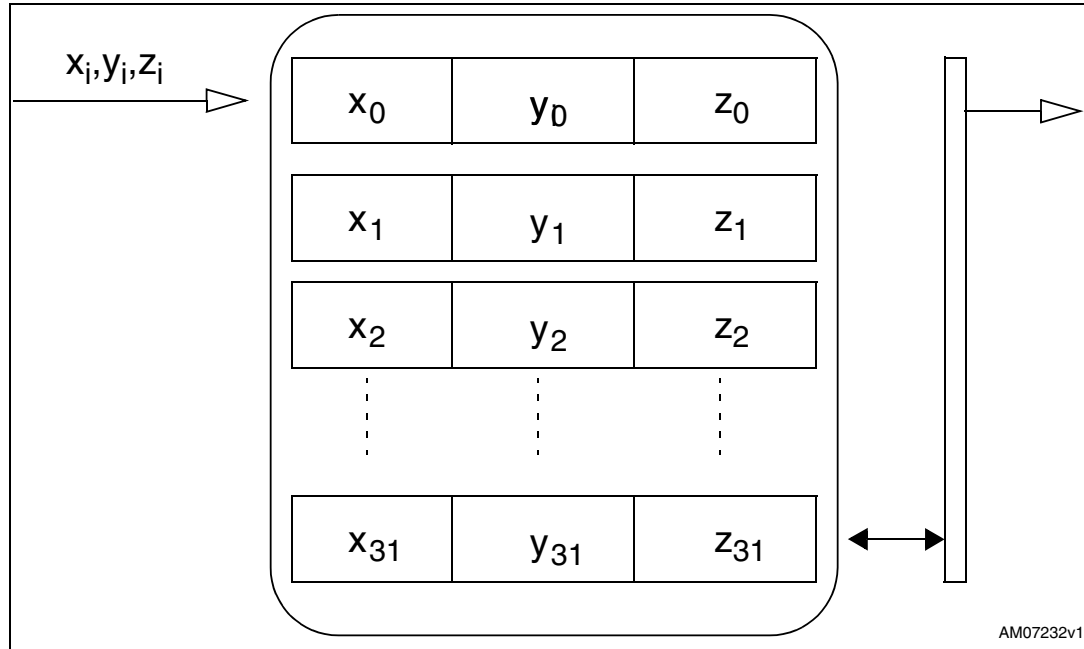 xᵢ,yᵢ,zᵢ
x₀ y₀ z₀
x₁ y₁ z₁
x₂ y₂ z₂
x₃₁ y₃₁ z₃₁
AM07232v1